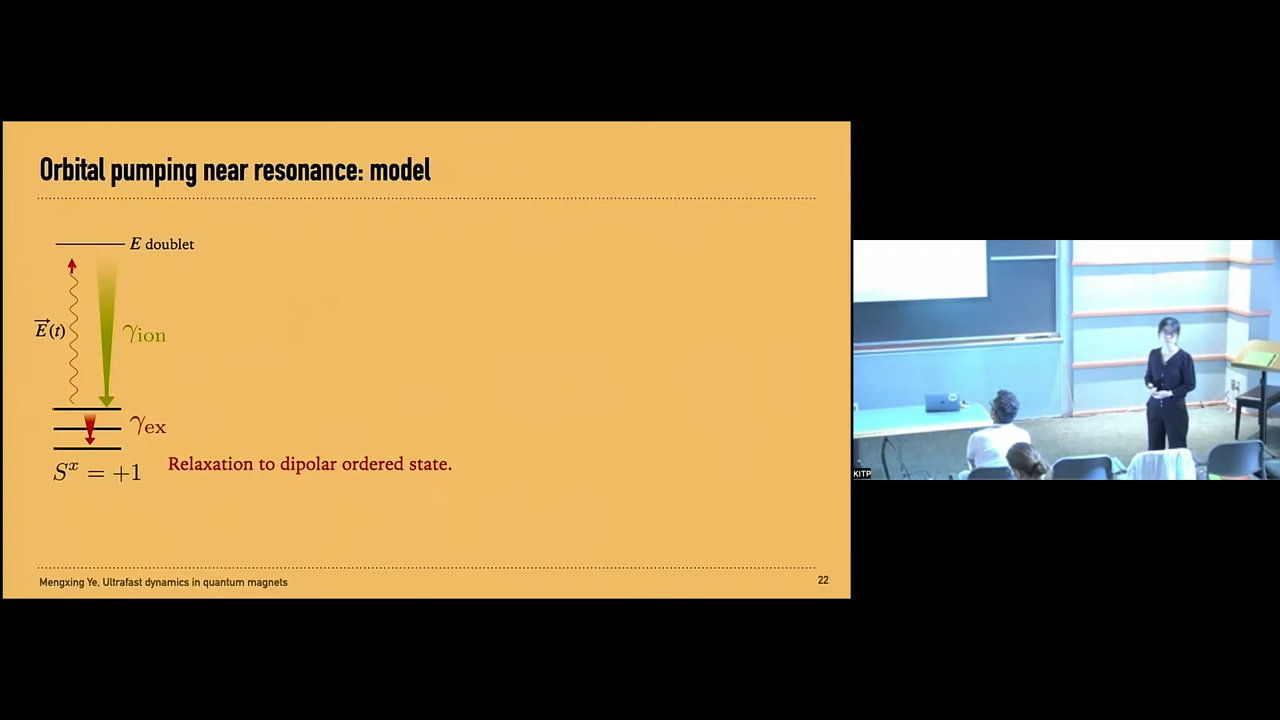 Orbital pumping near resonance: model
E doublet
E⃗(t)
γion
γex
Sˣ = +1
Relaxation to dipolar ordered state.
Mengxing Ye, Ultrafast dynamics in quantum magnets
22
KITP